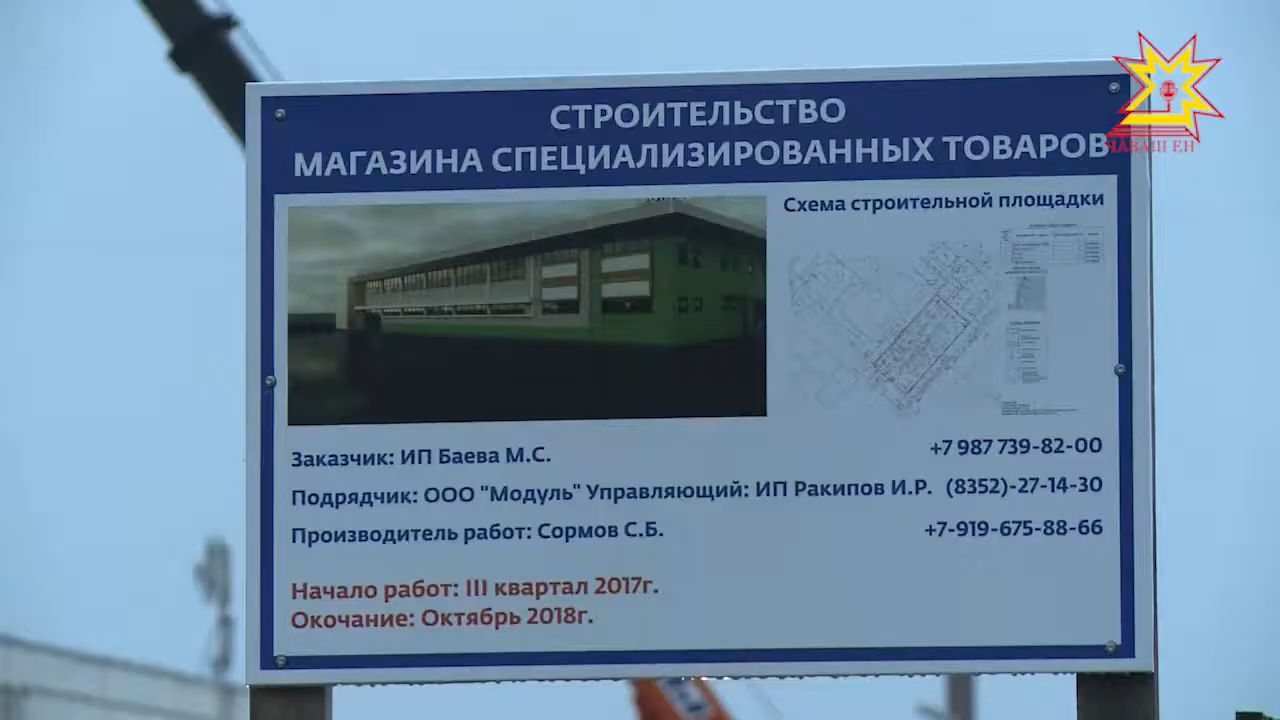 СТРОИТЕЛЬСТВО
МАГАЗИНА СПЕЦИАЛИЗИРОВАННЫХ ТОВАРОВ
ЧӐВАШ ЕН
Схема строительной площадки
Заказчик: ИП Баева М.С. +7 987 739-82-00
Подрядчик: ООО "Модуль" Управляющий: ИП Ракипов И.Р. (8352)-27-14-30
Производитель работ: Сормов С.Б. +7-919-675-88-66
Начало работ: III квартал 2017г.
Окочание: Октябрь 2018г.